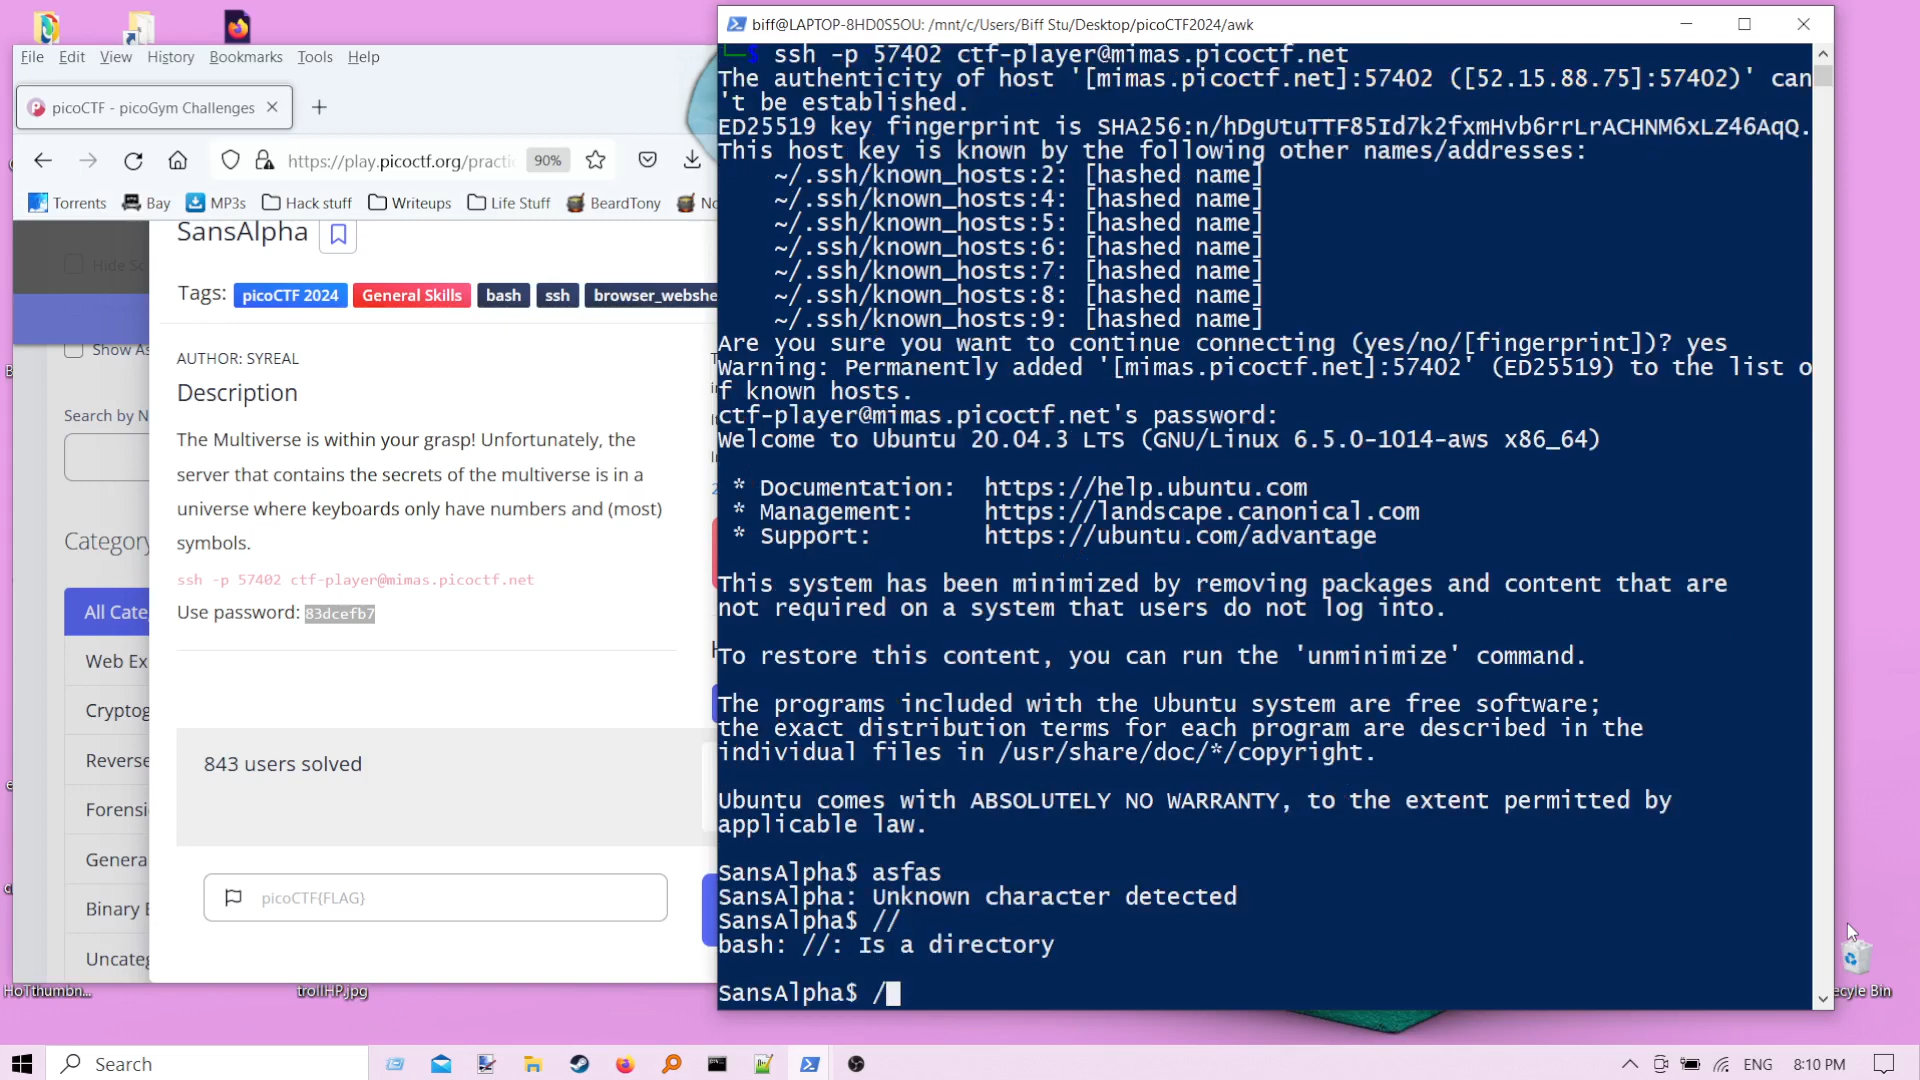 File Edit View History Bookmarks Tools Help
picoCTF - picoGym Challenges
https://play.picoctf.org/practi
90%
Torrents Bay MP3s Hack stuff Writeups Life Stuff BeardTony
SansAlpha
Tags: picoCTF 2024 General Skills bash ssh browser_webshe
Show As
AUTHOR: SYREAL
Description
Search by N
The Multiverse is within your grasp! Unfortunately, the
server that contains the secrets of the multiverse is in a
universe where keyboards only have numbers and (most)
symbols.
ssh -p 57402 ctf-player@mimas.picoctf.net
Use password: 83dcefb7
Category
All Cate
Web Ex
Cryptog
Reverse
Forensi
Genera
Binary E
Uncateg
843 users solved
picoCTF{FLAG}
HoTthumbn...
trollHP.jpg
biff@LAPTOP-8HD0S5OU: /mnt/c/Users/Biff Stu/Desktop/picoCTF2024/awk
$ ssh -p 57402 ctf-player@mimas.picoctf.net
The authenticity of host '[mimas.picoctf.net]:57402 ([52.15.88.75]:57402)' can
't be established.
ED25519 key fingerprint is SHA256:n/hDgUtuTTF85Id7k2fxmHvb6rrLrACHNM6xLZ46AqQ.
This host key is known by the following other names/addresses:
~/.ssh/known_hosts:2: [hashed name]
~/.ssh/known_hosts:4: [hashed name]
~/.ssh/known_hosts:5: [hashed name]
~/.ssh/known_hosts:6: [hashed name]
~/.ssh/known_hosts:7: [hashed name]
~/.ssh/known_hosts:8: [hashed name]
~/.ssh/known_hosts:9: [hashed name]
Are you sure you want to continue connecting (yes/no/[fingerprint])? yes
Warning: Permanently added '[mimas.picoctf.net]:57402' (ED25519) to the list o
f known hosts.
ctf-player@mimas.picoctf.net's password:
Welcome to Ubuntu 20.04.3 LTS (GNU/Linux 6.5.0-1014-aws x86_64)
* Documentation: https://help.ubuntu.com
* Management: https://landscape.canonical.com
* Support: https://ubuntu.com/advantage
This system has been minimized by removing packages and content that are
not required on a system that users do not log into.
To restore this content, you can run the 'unminimize' command.
The programs included with the Ubuntu system are free software;
the exact distribution terms for each program are described in the
individual files in /usr/share/doc/*/copyright.
Ubuntu comes with ABSOLUTELY NO WARRANTY, to the extent permitted by
applicable law.
SansAlpha$ asfas
SansAlpha: Unknown character detected
SansAlpha$ //
bash: //: Is a directory
SansAlpha$ /
ecycle Bin
Search
ENG 8:10 PM